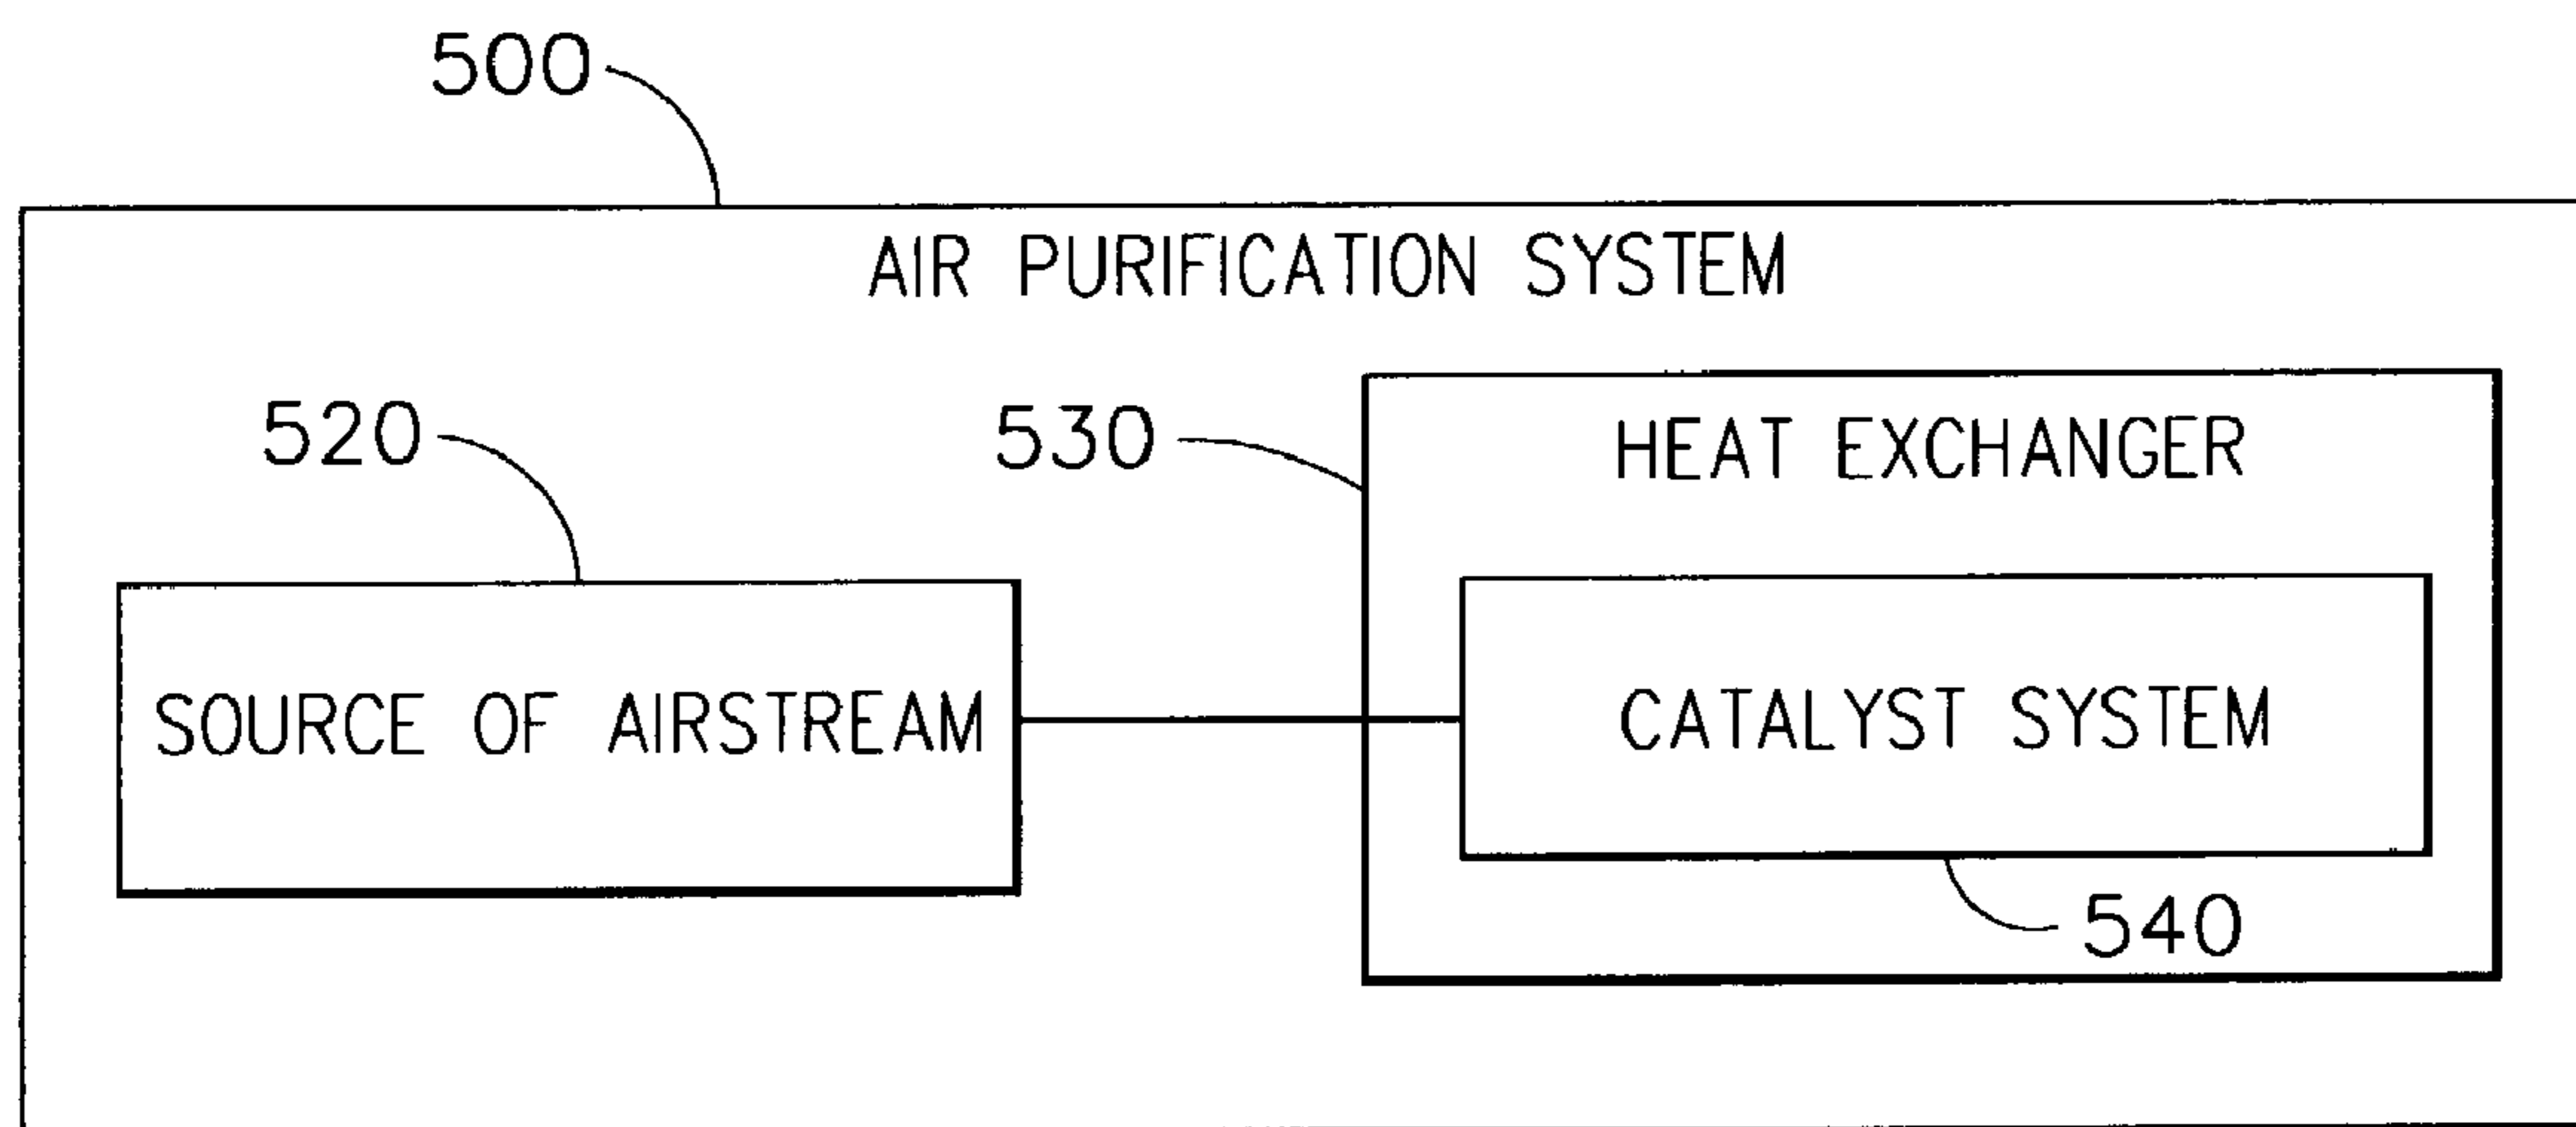 500
AIR PURIFICATION SYSTEM
520
530
HEAT EXCHANGER
SOURCE OF AIRSTREAM
CATALYST SYSTEM
540